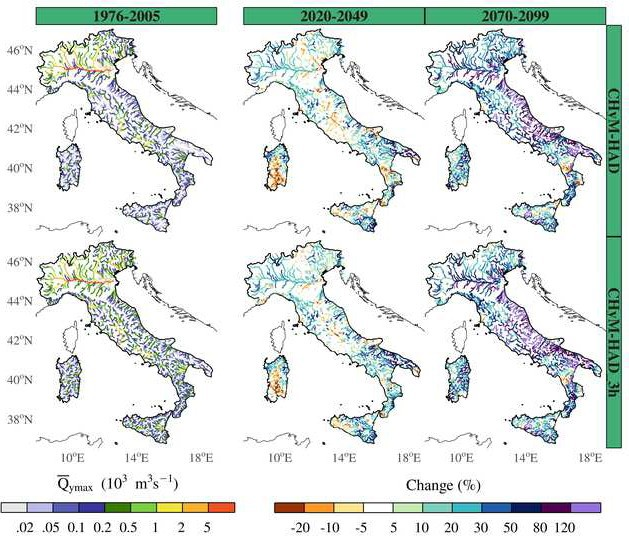 1976-2005 2020-2049 2070-2099
46°N
44°N
42°N
40°N
38°N
CHyM-HAD
46°N
44°N
42°N
40°N
38°N
CHyM-HAD_3h
10°E 14°E 18°E 10°E 14°E 18°E 10°E 14°E 18°E
Q̅ymax (10³ m³s⁻¹) Change (%)
.02 .05 0.1 0.2 0.5 1 2 5 -20 -10 -5 5 10 20 30 50 80 120